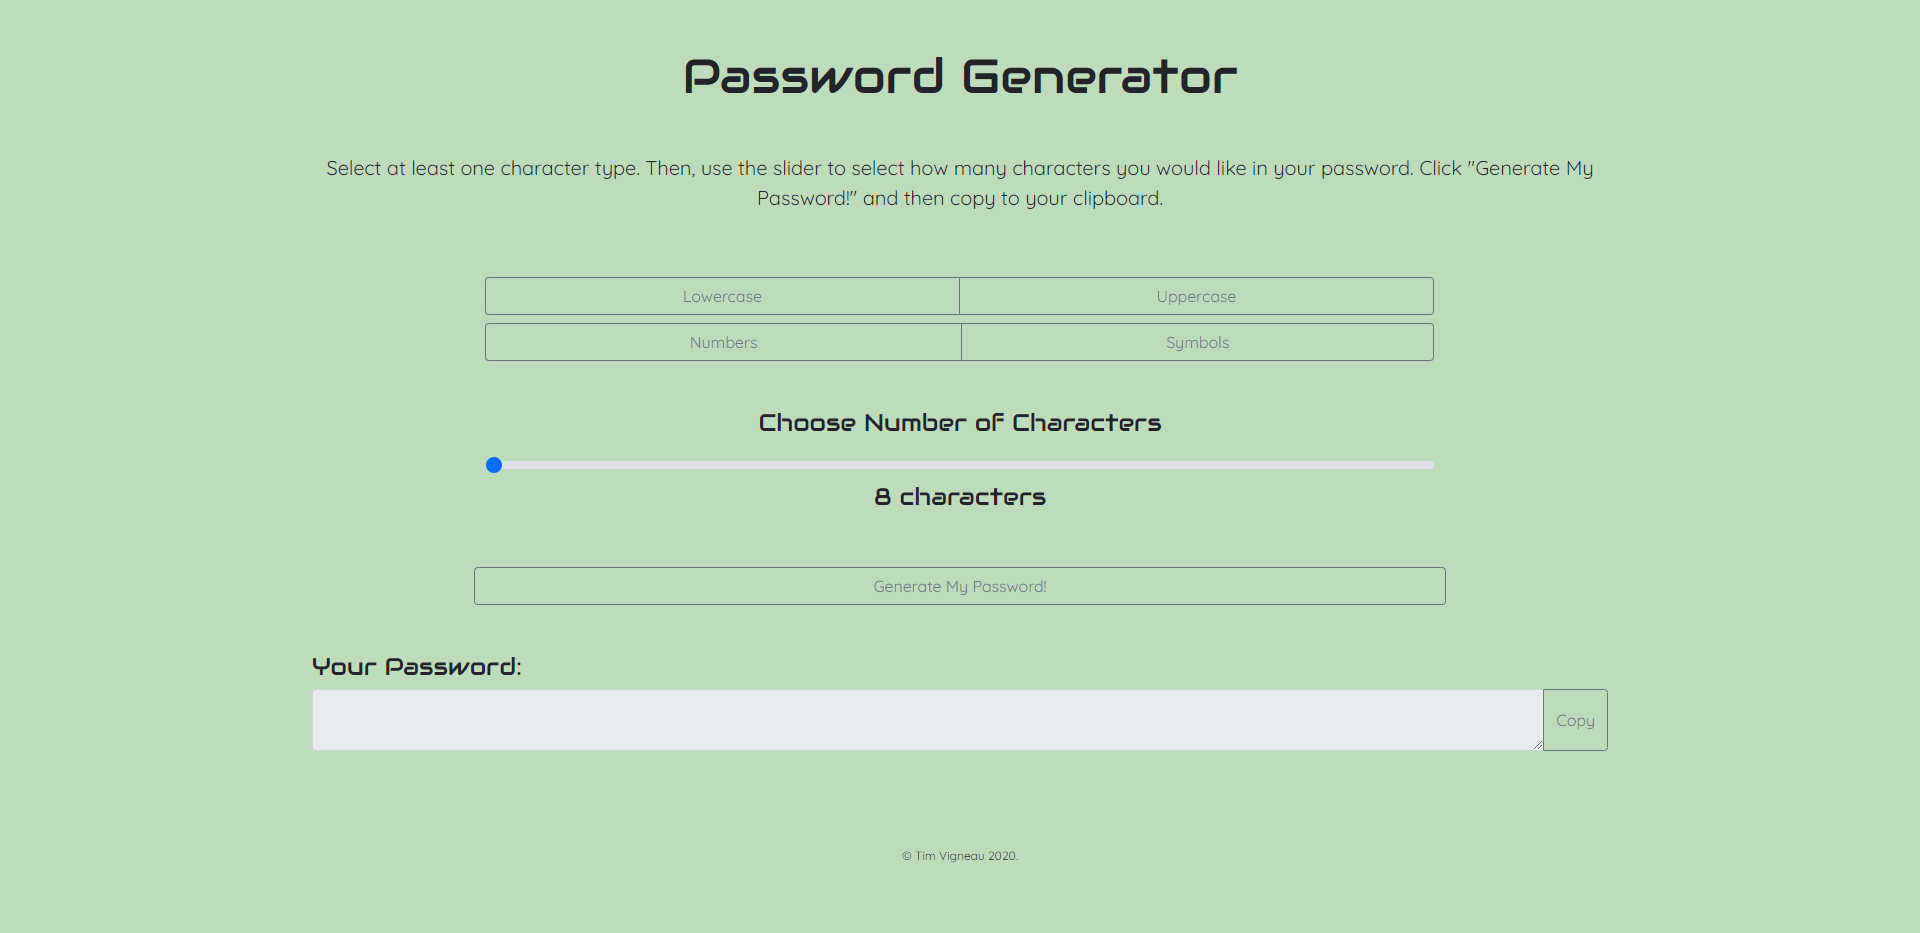 Password Generator
Select at least one character type. Then, use the slider to select how many characters you would like in your password. Click "Generate My
Password!" and then copy to your clipboard.
Lowercase
Uppercase
Numbers
Symbols
Choose Number of Characters
8 characters
Generate My Password!
Your Password:
Copy
© Tim Vigneau 2020.